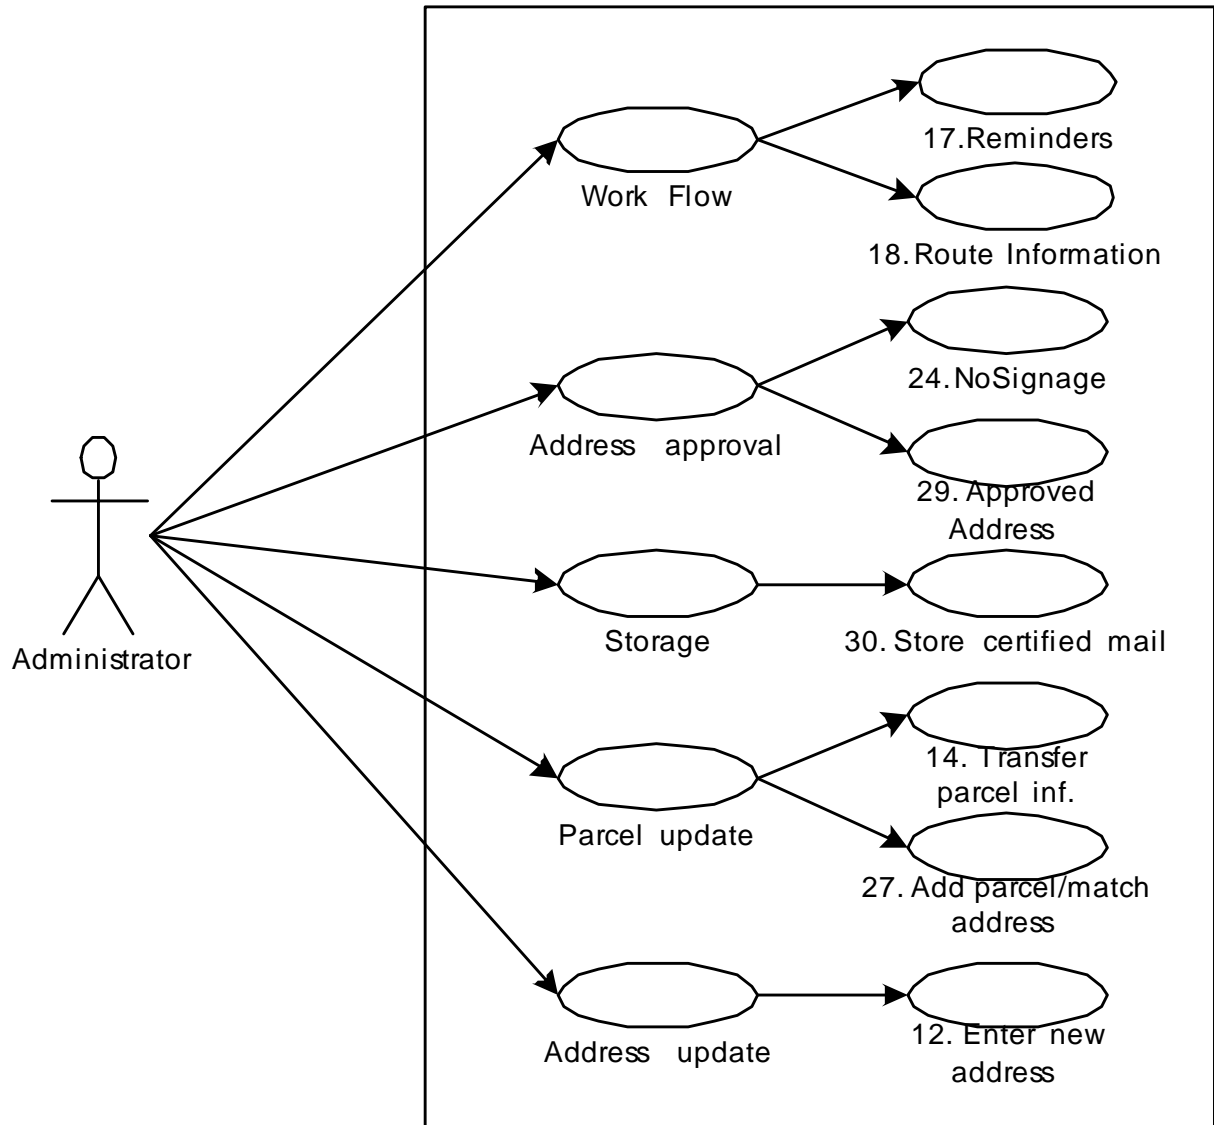 17.Reminders
Work Flow
18.Route Information
24.NoSignage
Address approval
29. Approved
Address
Administrator
Storage
30. Store certified mail
14. Transfer
parcel inf.
Parcel update
27. Add parcel/match
address
12. Enter new
address
Address update